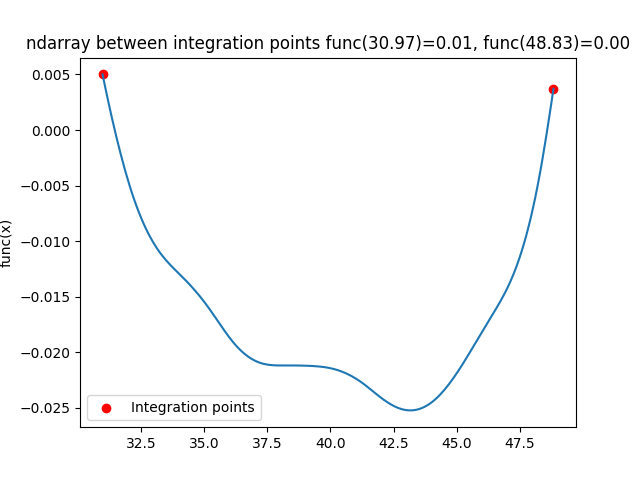 ndarray between integration points func(30.97)=0.01, func(48.83)=0.00
0.005
0.000
−0.005
−0.010
−0.015
−0.020
−0.025
func(x)
Integration points
32.5 35.0 37.5 40.0 42.5 45.0 47.5